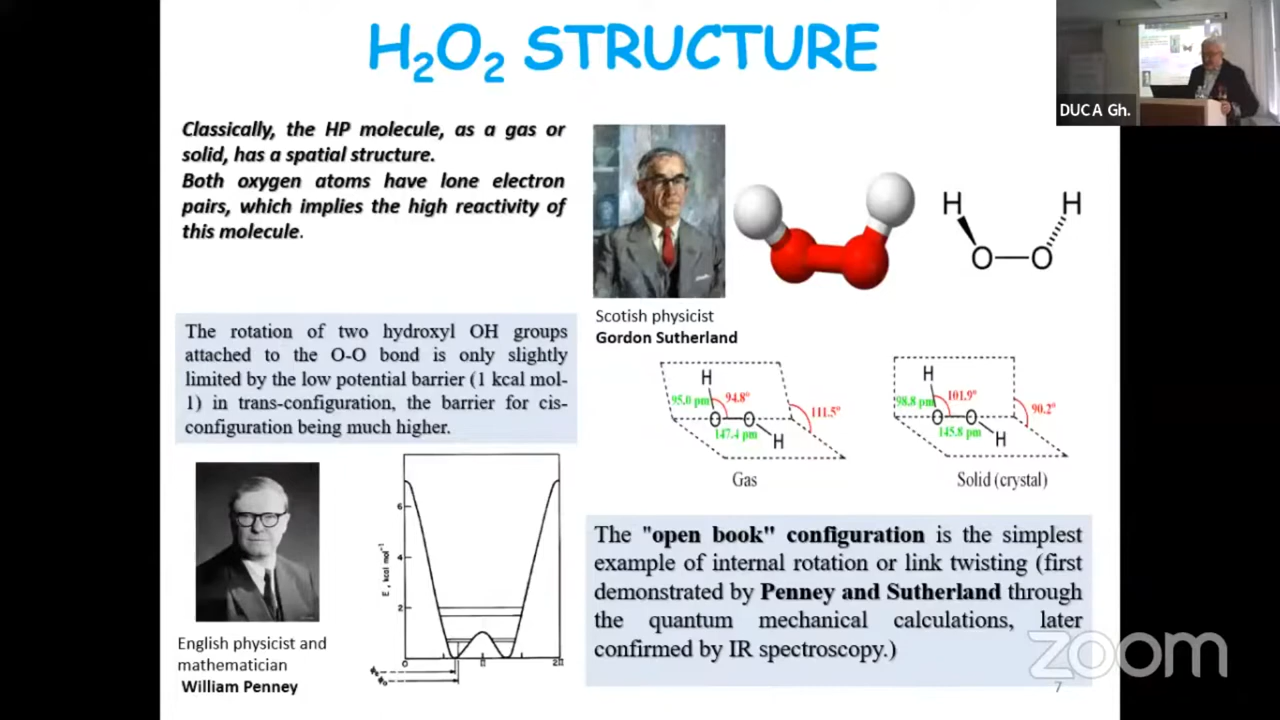 H₂O₂ STRUCTURE
DUCA Gh.
Classically, the HP molecule, as a gas or
solid, has a spatial structure.
Both oxygen atoms have lone electron
pairs, which implies the high reactivity of
this molecule.
Scotish physicist
Gordon Sutherland
H H
O O
The rotation of two hydroxyl OH groups
attached to the O-O bond is only slightly
limited by the low potential barrier (1 kcal mol-
1) in trans-configuration, the barrier for cis-
configuration being much higher.
H
95.0 pm 94.8° 111.5°
O O
147.4 pm H
Gas
H
98.8 pm 101.9° 90.2°
O O
145.8 pm H
Solid (crystal)
English physicist and
mathematician
William Penney
E, kcal mol⁻¹
6
4
2
0 π 2π
The "open book" configuration is the simplest
example of internal rotation or link twisting (first
demonstrated by Penney and Sutherland through
the quantum mechanical calculations, later
confirmed by IR spectroscopy.)
zoom
7